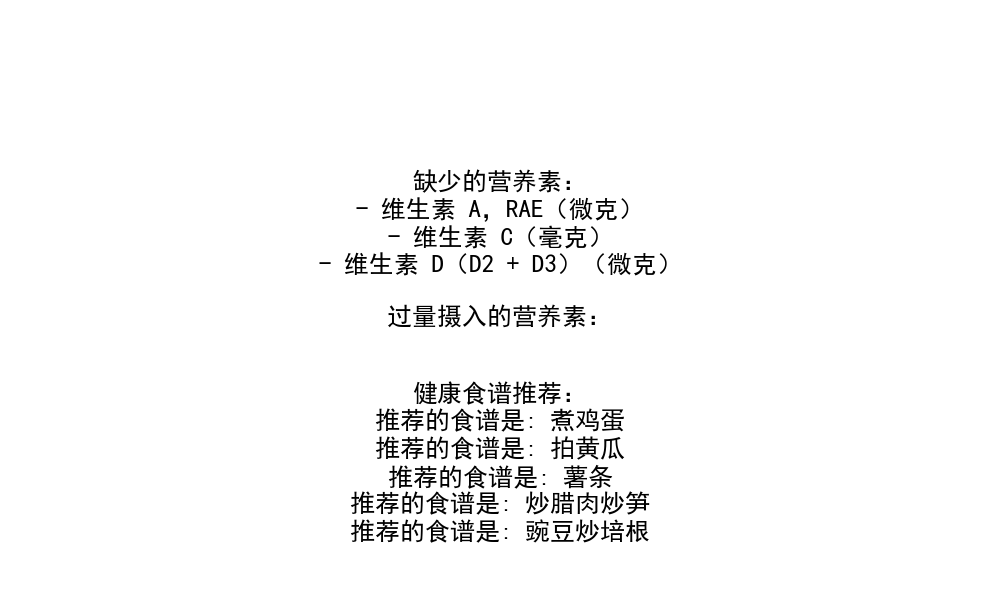 缺少的营养素:
- 维生素 A, RAE（微克）
- 维生素 C（毫克）
- 维生素 D（D2 + D3）（微克）
过量摄入的营养素:
健康食谱推荐:
推荐的食谱是: 煮鸡蛋
推荐的食谱是: 拍黄瓜
推荐的食谱是: 薯条
推荐的食谱是: 炒腊肉炒笋
推荐的食谱是: 豌豆炒培根